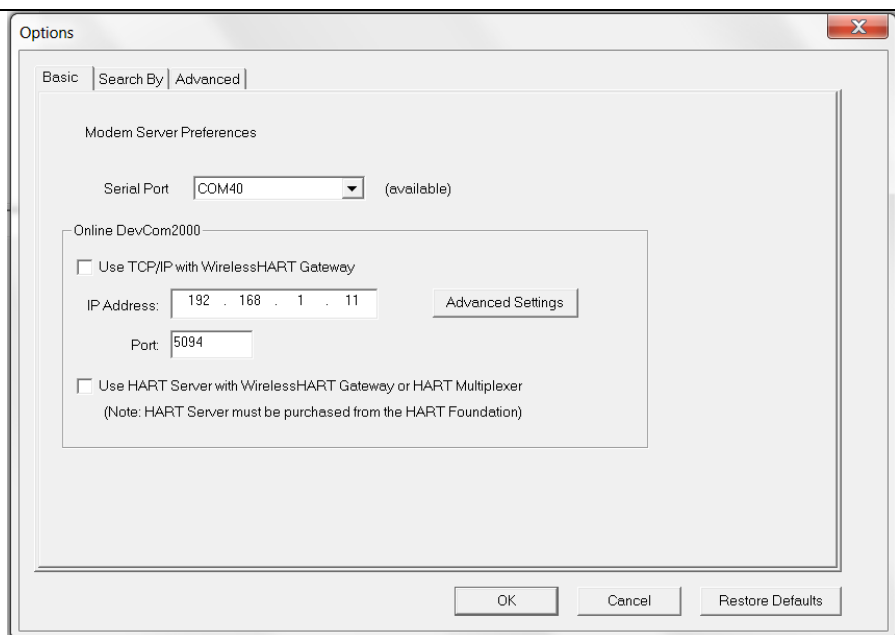 Options
Basic Search By Advanced
Modem Server Preferences
Serial Port COM40 (available)
Online DevCom2000
Use TCP/IP with WirelessHART Gateway
IP Address: 192 . 168 . 1 . 11 Advanced Settings
Port: 5094
Use HART Server with WirelessHART Gateway or HART Multiplexer
(Note: HART Server must be purchased from the HART Foundation)
OK Cancel Restore Defaults